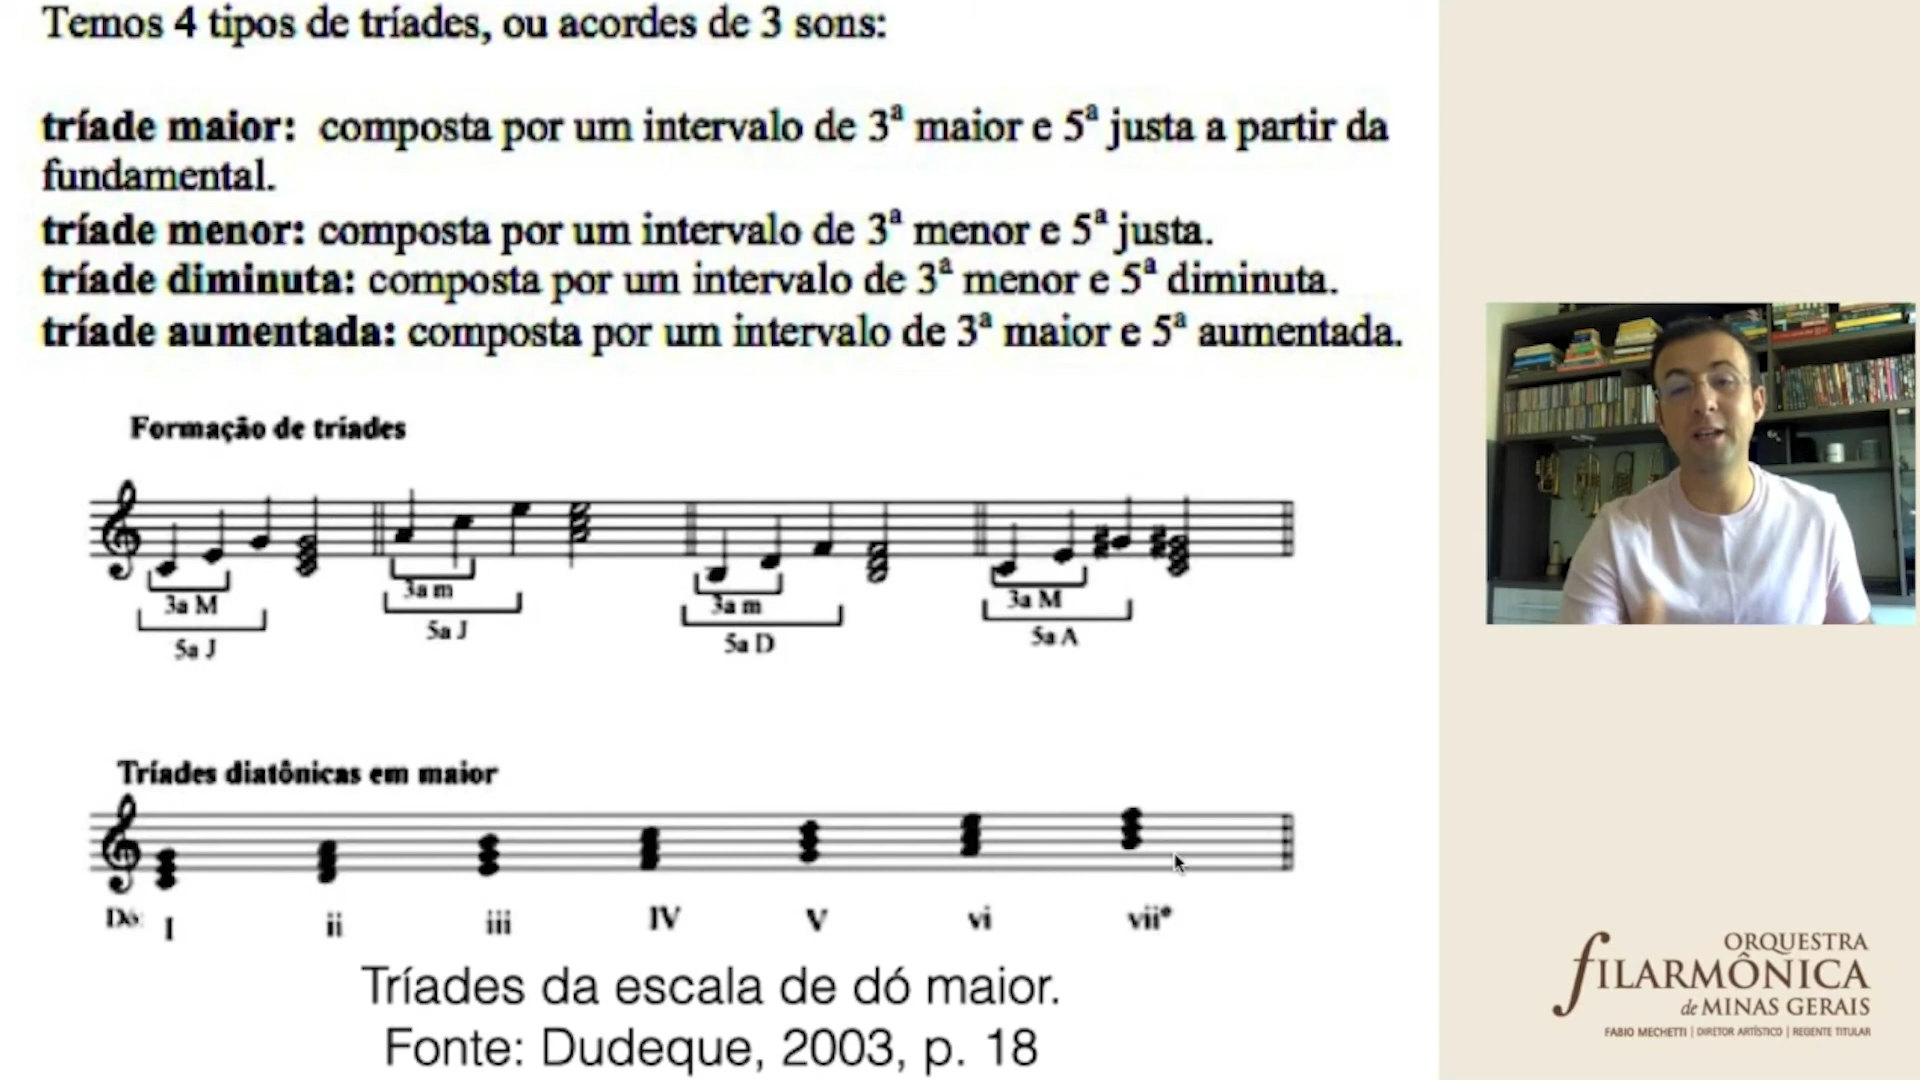 Temos 4 tipos de tríades, ou acordes de 3 sons:
tríade maior: composta por um intervalo de 3ª maior e 5ª justa a partir da
fundamental.
tríade menor: composta por um intervalo de 3ª menor e 5ª justa.
tríade diminuta: composta por um intervalo de 3ª menor e 5ª diminuta.
tríade aumentada: composta por um intervalo de 3ª maior e 5ª aumentada.
Formação de tríades
3a M
5a J
3a m
5a J
3a m
5a D
3a M
5a A
Tríades diatônicas em maior
Dó: I ii iii IV V vi vii°
Tríades da escala de dó maior.
Fonte: Dudeque, 2003, p. 18
ORQUESTRA
FILARMÔNICA
de MINAS GERAIS
FABIO MECHETTI | DIRETOR ARTÍSTICO | REGENTE TITULAR